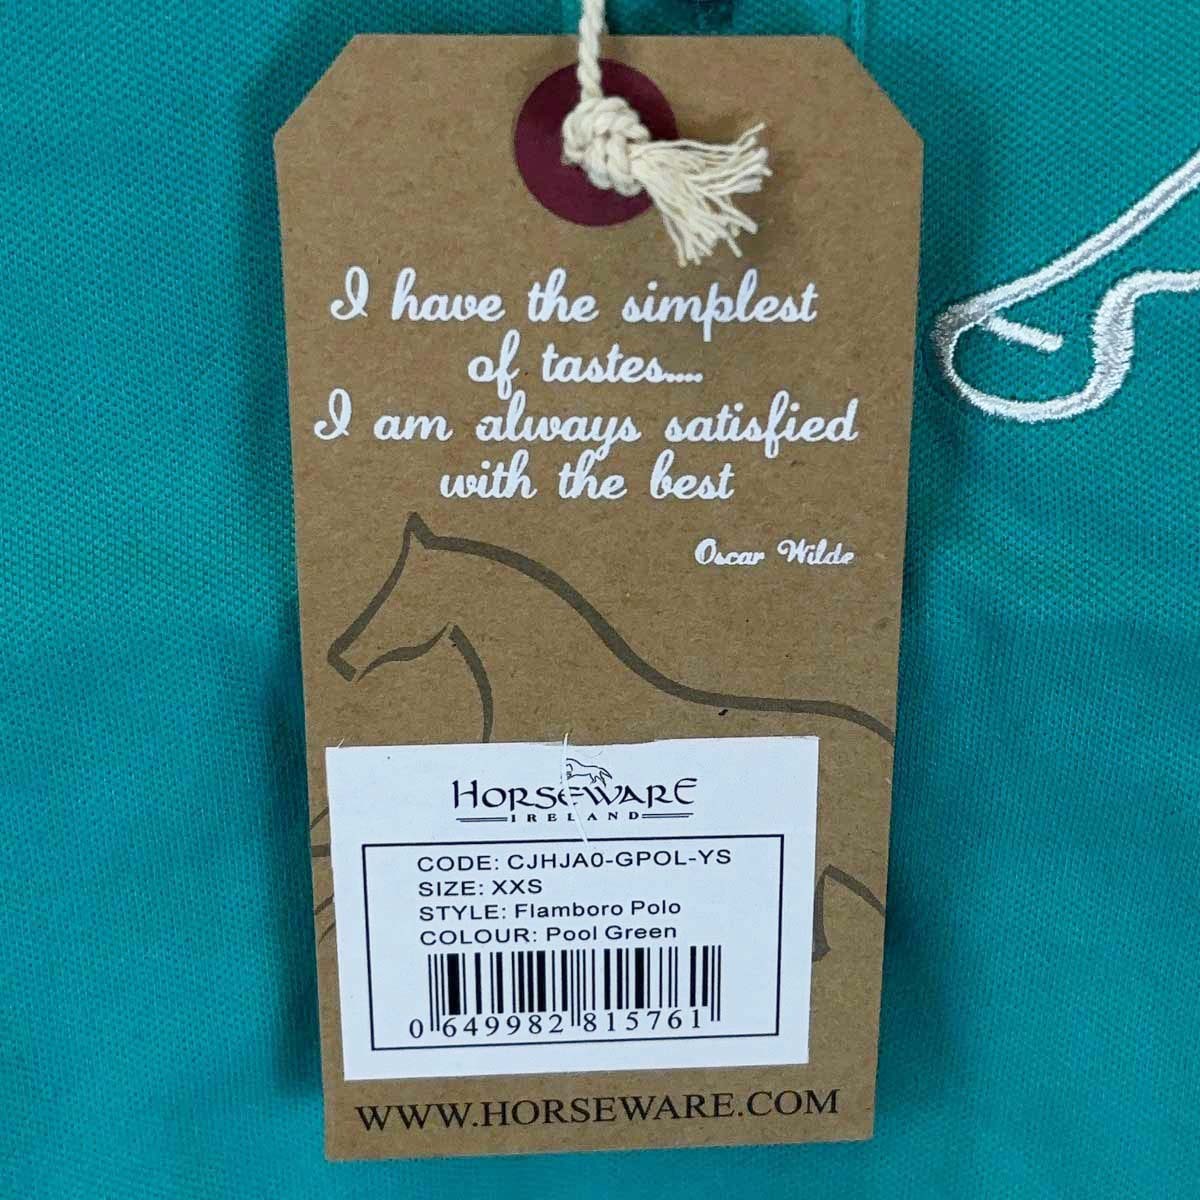 I have the simplest
of tastes....
I am always satisfied
with the best
Oscar Wilde
HORSEWARE
IRELAND
CODE: CJHJA0-GPOL-YS
SIZE: XXS
STYLE: Flamboro Polo
COLOUR: Pool Green
0 649982 815761
WWW.HORSEWARE.COM